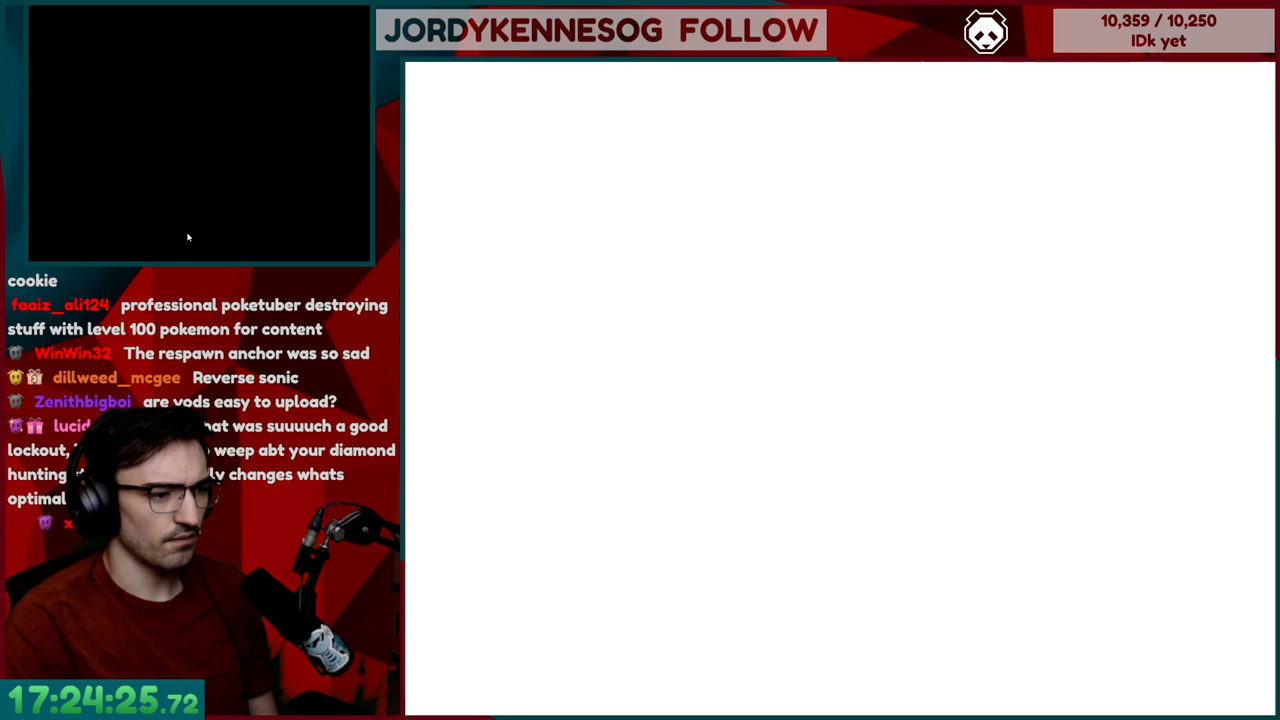 JORDYKENNESOG FOLLOW
10,359 / 10,250
IDk yet
cookie
faaiz_ali124 professional poketuber destroying
stuff with level 100 pokemon for content
WinWin32 The respawn anchor was so sad
dillweed_mcgee Reverse sonic
Zenithbigboi are vods easy to upload?
lucid suuuuch a good
lockout, weep abt your diamond
hunting changes whats
optimal
17:24:25.72